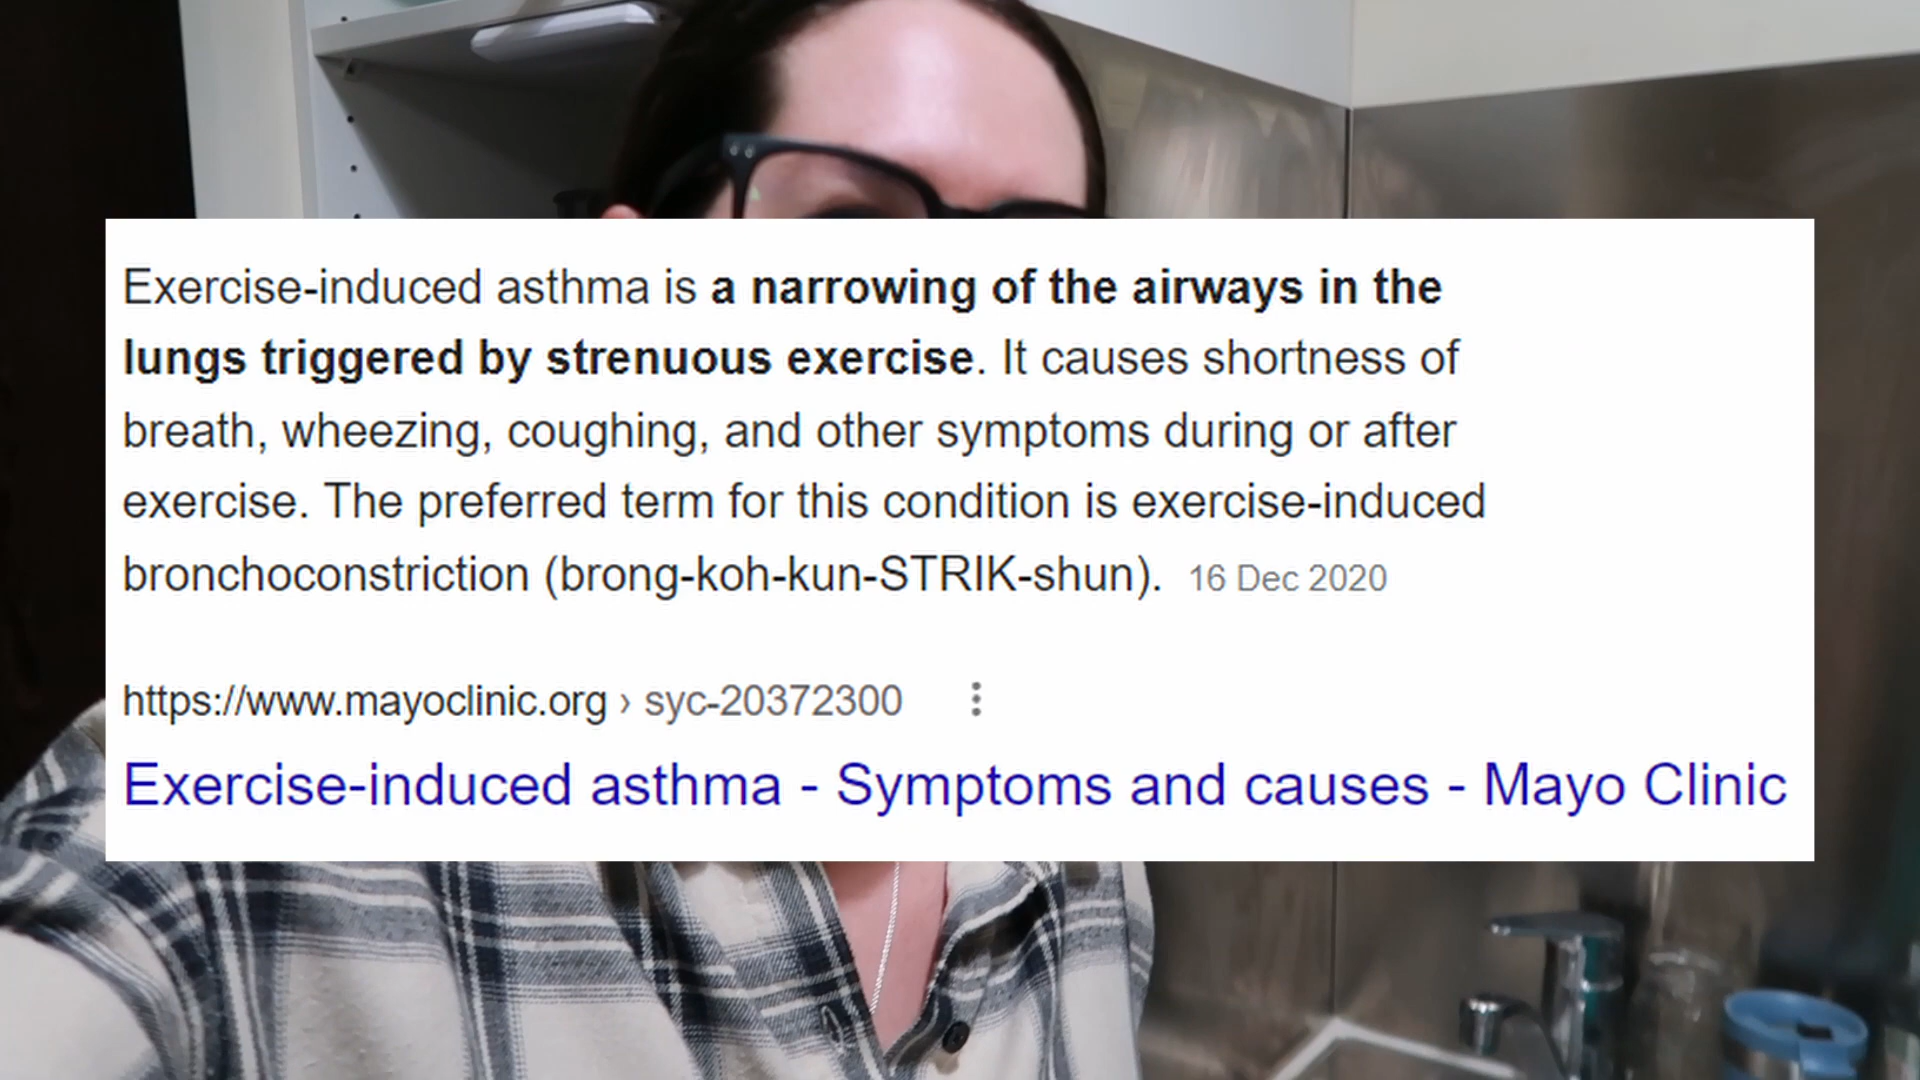 Exercise-induced asthma is a narrowing of the airways in the
lungs triggered by strenuous exercise. It causes shortness of
breath, wheezing, coughing, and other symptoms during or after
exercise. The preferred term for this condition is exercise-induced
bronchoconstriction (brong-koh-kun-STRIK-shun). 16 Dec 2020
https://www.mayoclinic.org › syc-20372300
Exercise-induced asthma - Symptoms and causes - Mayo Clinic